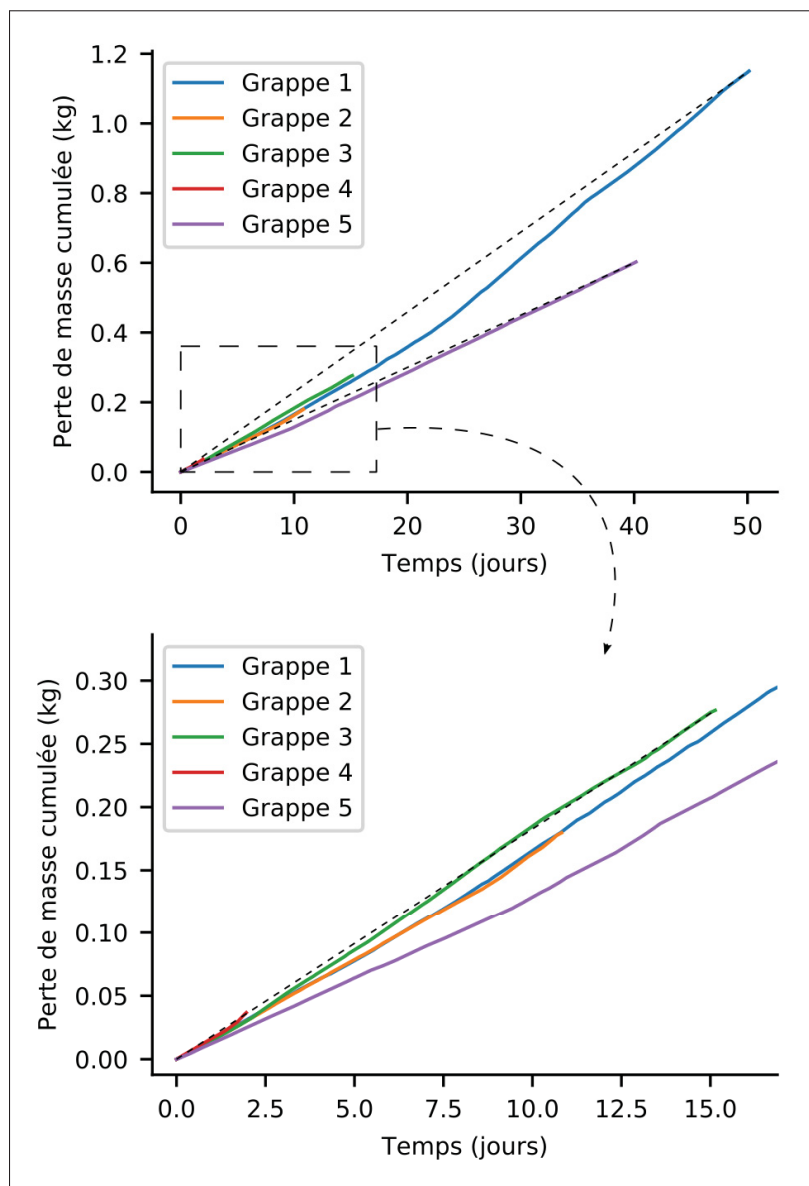 1.2
1.0
0.8
0.6
0.4
0.2
0.0
Perte de masse cumulée (kg)
Grappe 1
Grappe 2
Grappe 3
Grappe 4
Grappe 5
0 10 20 30 40 50
Temps (jours)
0.30
0.25
0.20
0.15
0.10
0.05
0.00
Perte de masse cumulée (kg)
Grappe 1
Grappe 2
Grappe 3
Grappe 4
Grappe 5
0.0 2.5 5.0 7.5 10.0 12.5 15.0
Temps (jours)